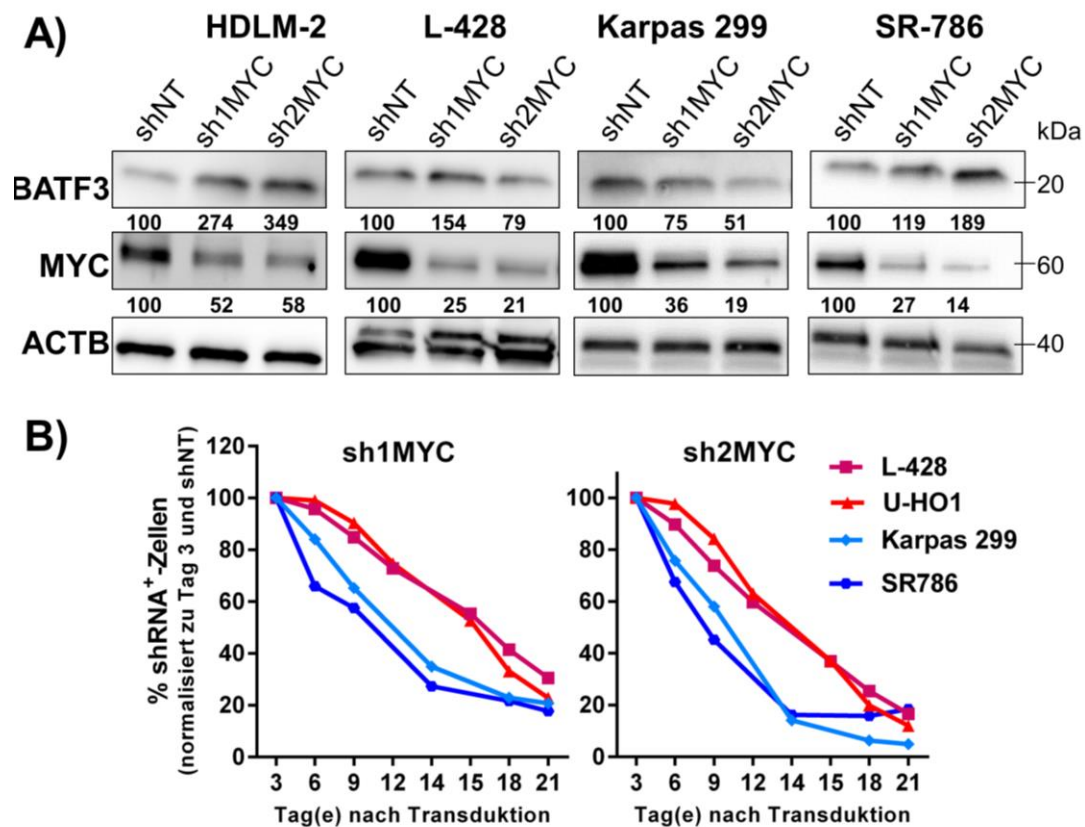 A)
HDLM-2 L-428 Karpas 299 SR-786
shNT sh1MYC sh2MYC shNT sh1MYC sh2MYC shNT sh1MYC sh2MYC shNT sh1MYC sh2MYC kDa
BATF3 20
100 274 349 100 154 79 100 75 51 100 119 189
MYC 60
100 52 58 100 25 21 100 36 19 100 27 14
ACTB 40
B)
% shRNA+-Zellen
(normalisiert zu Tag 3 und shNT)
120
100
80
60
40
20
0
sh1MYC
3 6 9 12 14 15 18 21
Tag(e) nach Transduktion
100
80
60
40
20
0
sh2MYC
3 6 9 12 14 15 18 21
Tag(e) nach Transduktion
L-428
U-HO1
Karpas 299
SR786